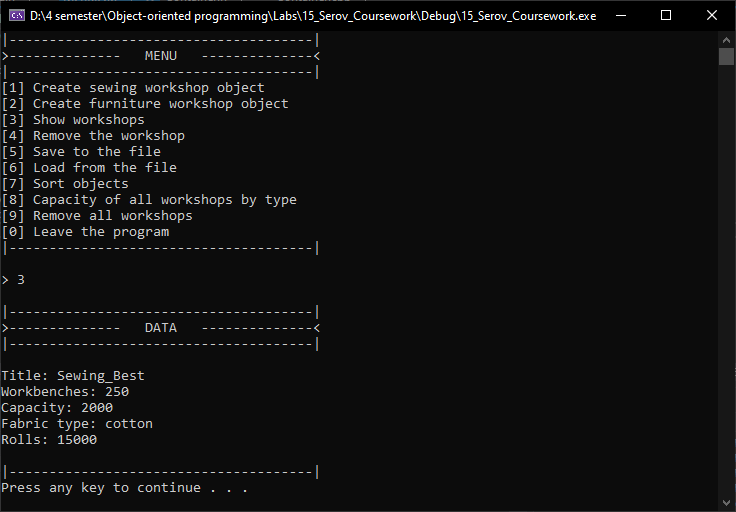 D:\4 semester\Object-oriented programming\Labs\15_Serov_Coursework\Debug\15_Serov_Coursework.exe
|--------------------------------------|
>--------------   MENU   --------------<
|--------------------------------------|
[1] Create sewing workshop object
[2] Create furniture workshop object
[3] Show workshops
[4] Remove the workshop
[5] Save to the file
[6] Load from the file
[7] Sort objects
[8] Capacity of all workshops by type
[9] Remove all workshops
[0] Leave the program
|--------------------------------------|
> 3
|--------------------------------------|
>--------------   DATA   --------------<
|--------------------------------------|
Title: Sewing_Best
Workbenches: 250
Capacity: 2000
Fabric type: cotton
Rolls: 15000
|--------------------------------------|
Press any key to continue . . .